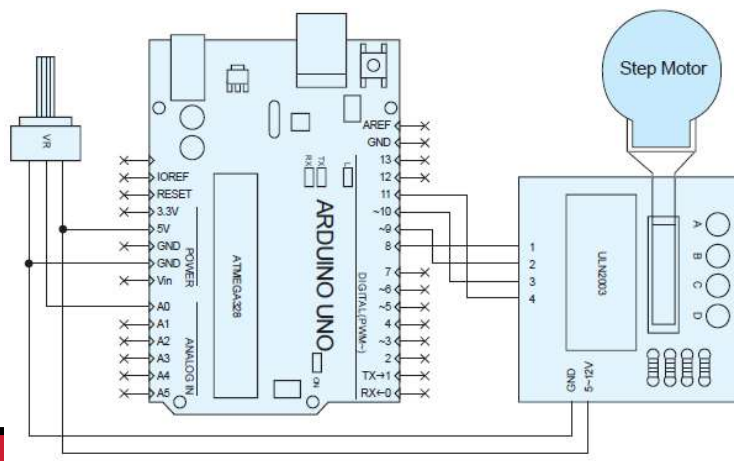 VR
IOREF
RESET
3.3V
5V
GND
GND
Vin
A0
A1
A2
A3
A4
A5
POWER
ANALOG IN
ATMEGA328
RX
TX
L
ARDUINO UNO
ON
DIGITAL(PWM~)
AREF
GND
13
12
11
~10
~9
8
7
~6
~5
4
~3
2
TX→1
RX←0
1
2
3
4
ULN2003
GND
5~12V
Step Motor
A
B
C
D